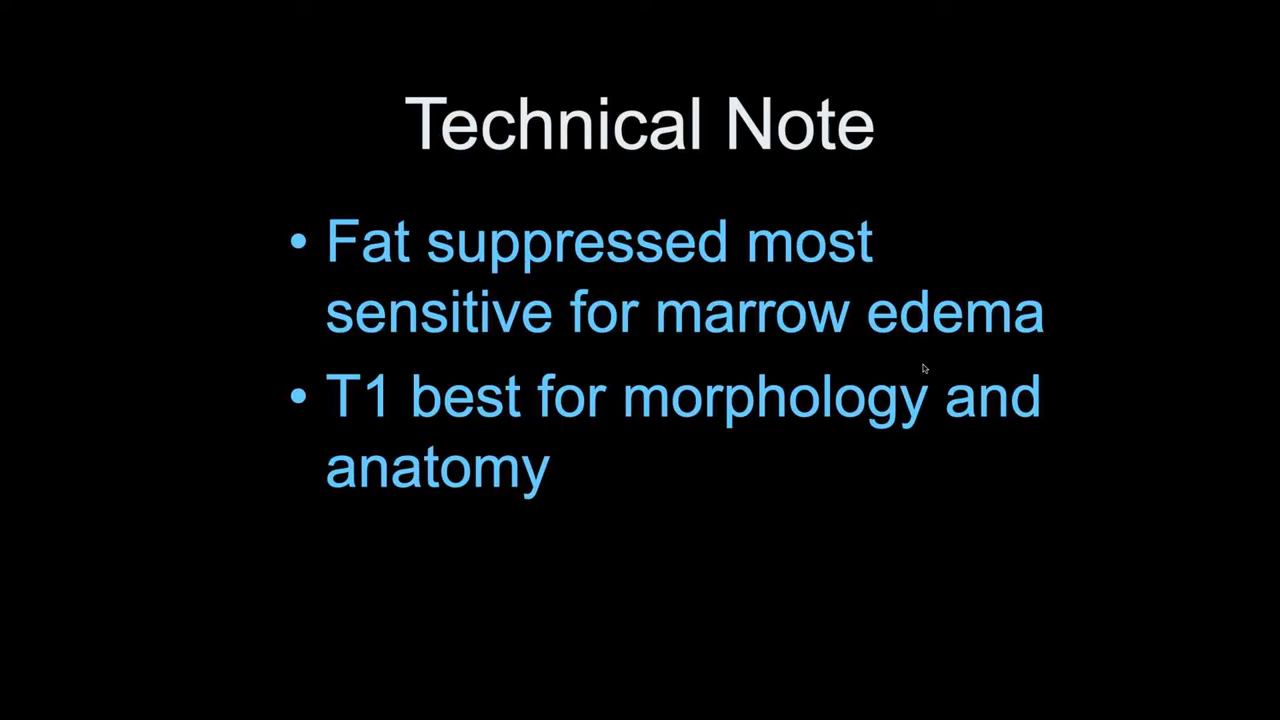 Technical Note
• Fat suppressed most
sensitive for marrow edema
• T1 best for morphology and
anatomy